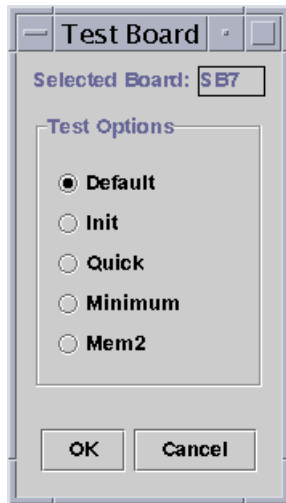 Test Board
Selected Board: SB7
Test Options
Default
Init
Quick
Minimum
Mem2
OK Cancel